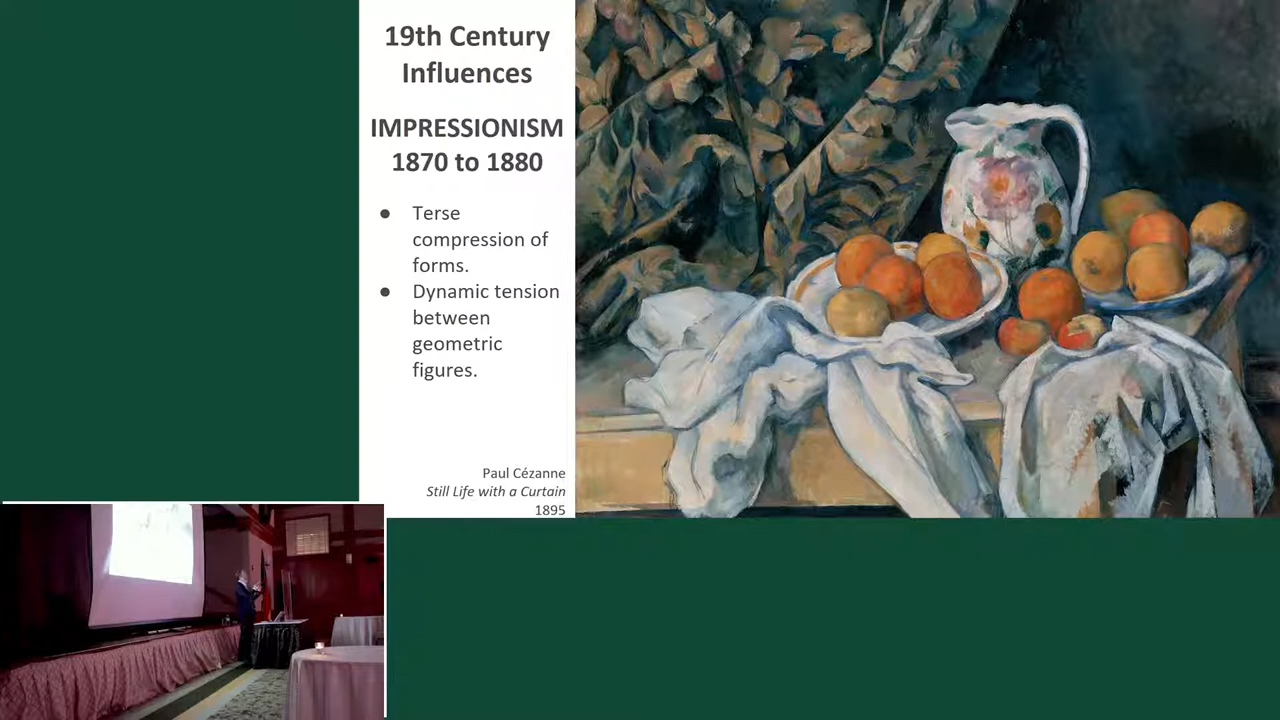 19th Century
Influences
IMPRESSIONISM
1870 to 1880
● Terse
compression of
forms.
● Dynamic tension
between
geometric
figures.
Paul Cézanne
Still Life with a Curtain
1895